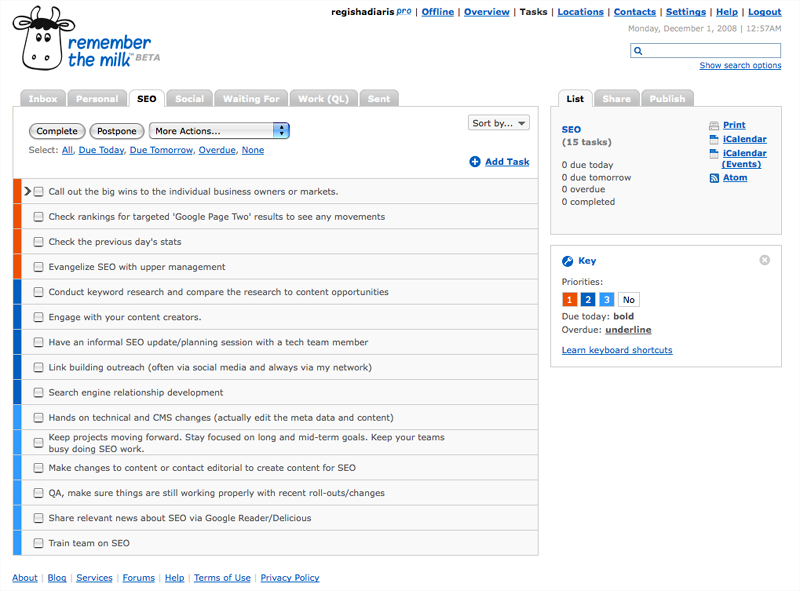 regishadiaris pro | Offline | Overview | Tasks | Locations | Contacts | Settings | Help | Logout
Monday, December 1, 2008 | 12:57AM
remember
the milk™ BETA
Show search options
Inbox Personal SEO Social Waiting For Work (QL) Sent
List Share Publish
Complete Postpone More Actions... Sort by...
Select: All, Due Today, Due Tomorrow, Overdue, None
Add Task
Call out the big wins to the individual business owners or markets.
Check rankings for targeted 'Google Page Two' results to see any movements
Check the previous day's stats
Evangelize SEO with upper management
Conduct keyword research and compare the research to content opportunities
Engage with your content creators.
Have an informal SEO update/planning session with a tech team member
Link building outreach (often via social media and always via my network)
Search engine relationship development
Hands on technical and CMS changes (actually edit the meta data and content)
Keep projects moving forward. Stay focused on long and mid-term goals. Keep your teams
busy doing SEO work.
Make changes to content or contact editorial to create content for SEO
QA, make sure things are still working properly with recent roll-outs/changes
Share relevant news about SEO via Google Reader/Delicious
Train team on SEO
SEO
(15 tasks)
0 due today
0 due tomorrow
0 overdue
0 completed
Print
iCalendar
iCalendar
(Events)
Atom
Key
Priorities:
1 2 3 No
Due today: bold
Overdue: underline
Learn keyboard shortcuts
About | Blog | Services | Forums | Help | Terms of Use | Privacy Policy